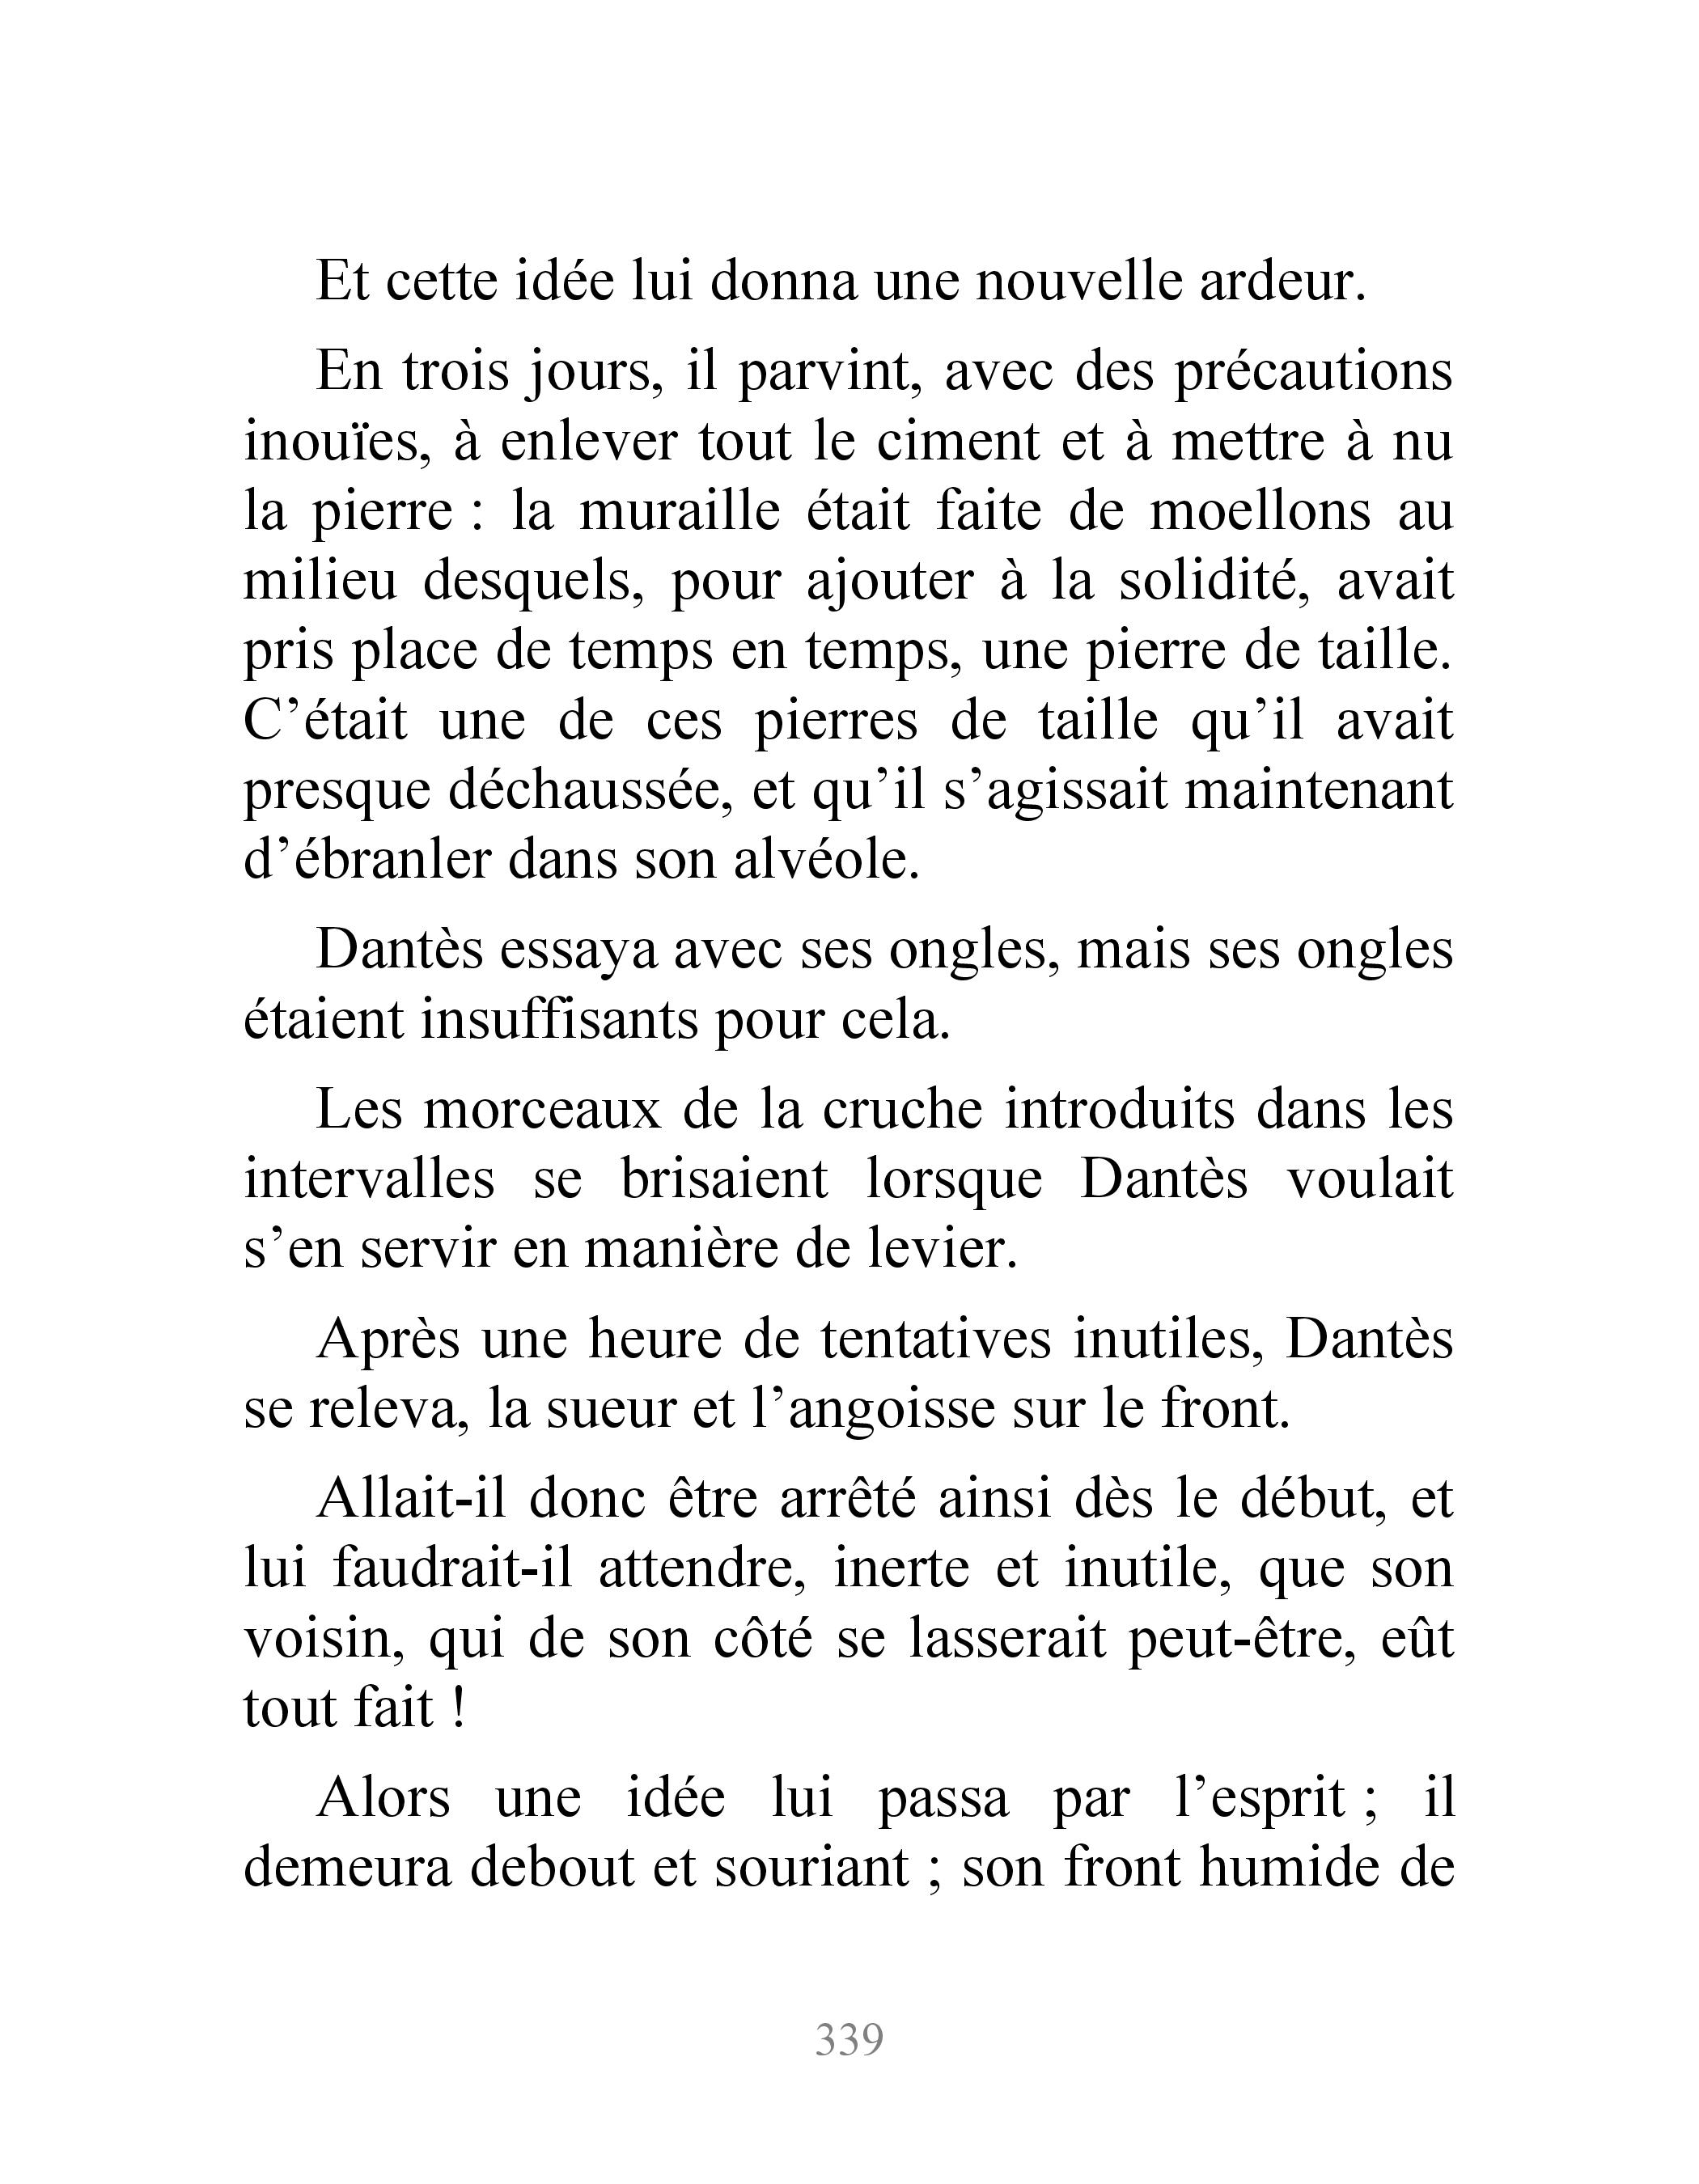 Et cette idée lui donna une nouvelle ardeur.
En trois jours, il parvint, avec des précautions
inouïes, à enlever tout le ciment et à mettre à nu
la pierre : la muraille était faite de moellons au
milieu desquels, pour ajouter à la solidité, avait
pris place de temps en temps, une pierre de taille.
C’était une de ces pierres de taille qu’il avait
presque déchaussée, et qu’il s’agissait maintenant
d’ébranler dans son alvéole.
Dantès essaya avec ses ongles, mais ses ongles
étaient insuffisants pour cela.
Les morceaux de la cruche introduits dans les
intervalles se brisaient lorsque Dantès voulait
s’en servir en manière de levier.
Après une heure de tentatives inutiles, Dantès
se releva, la sueur et l’angoisse sur le front.
Allait-il donc être arrêté ainsi dès le début, et
lui faudrait-il attendre, inerte et inutile, que son
voisin, qui de son côté se lasserait peut-être, eût
tout fait !
Alors une idée lui passa par l’esprit ; il
demeura debout et souriant ; son front humide de
339